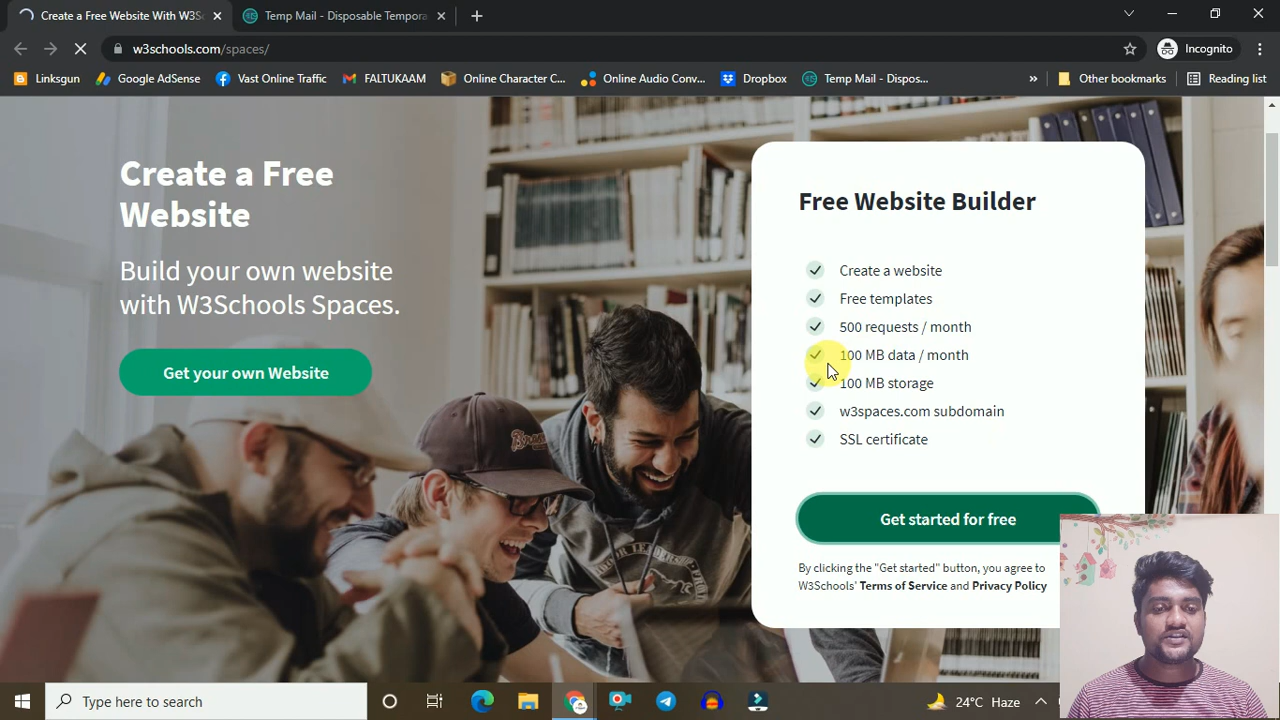 Create a Free Website With W3S
Temp Mail - Disposable Tempora
w3schools.com/spaces/
Incognito
Linksgun
Google AdSense
Vast Online Traffic
FALTUKAAM
Online Character C...
Online Audio Conv...
Dropbox
Temp Mail - Dispos...
»
Other bookmarks
Reading list
Create a Free
Website
Build your own website
with W3Schools Spaces.
Get your own Website
Free Website Builder
Create a website
Free templates
500 requests / month
100 MB data / month
100 MB storage
w3spaces.com subdomain
SSL certificate
Get started for free
By clicking the "Get started" button, you agree to
W3Schools' Terms of Service and Privacy Policy
Type here to search
24°C Haze